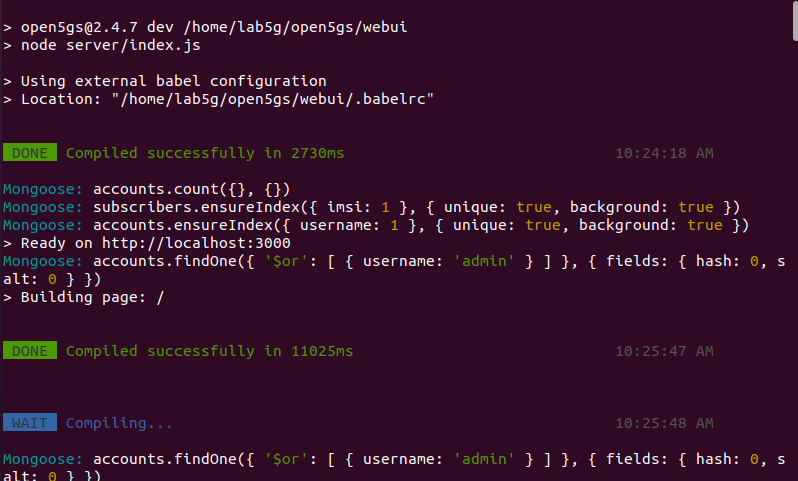 > open5gs@2.4.7 dev /home/lab5g/open5gs/webui
> node server/index.js
> Using external babel configuration
> Location: "/home/lab5g/open5gs/webui/.babelrc"
DONE Compiled successfully in 2730ms 10:24:18 AM
Mongoose: accounts.count({}, {})
Mongoose: subscribers.ensureIndex({ imsi: 1 }, { unique: true, background: true })
Mongoose: accounts.ensureIndex({ username: 1 }, { unique: true, background: true })
> Ready on http://localhost:3000
Mongoose: accounts.findOne({ '$or': [ { username: 'admin' } ] }, { fields: { hash: 0, s
alt: 0 } })
> Building page: /
DONE Compiled successfully in 11025ms 10:25:47 AM
WAIT Compiling... 10:25:48 AM
Mongoose: accounts.findOne({ '$or': [ { username: 'admin' } ] }, { fields: { hash: 0, s
alt: 0 } })